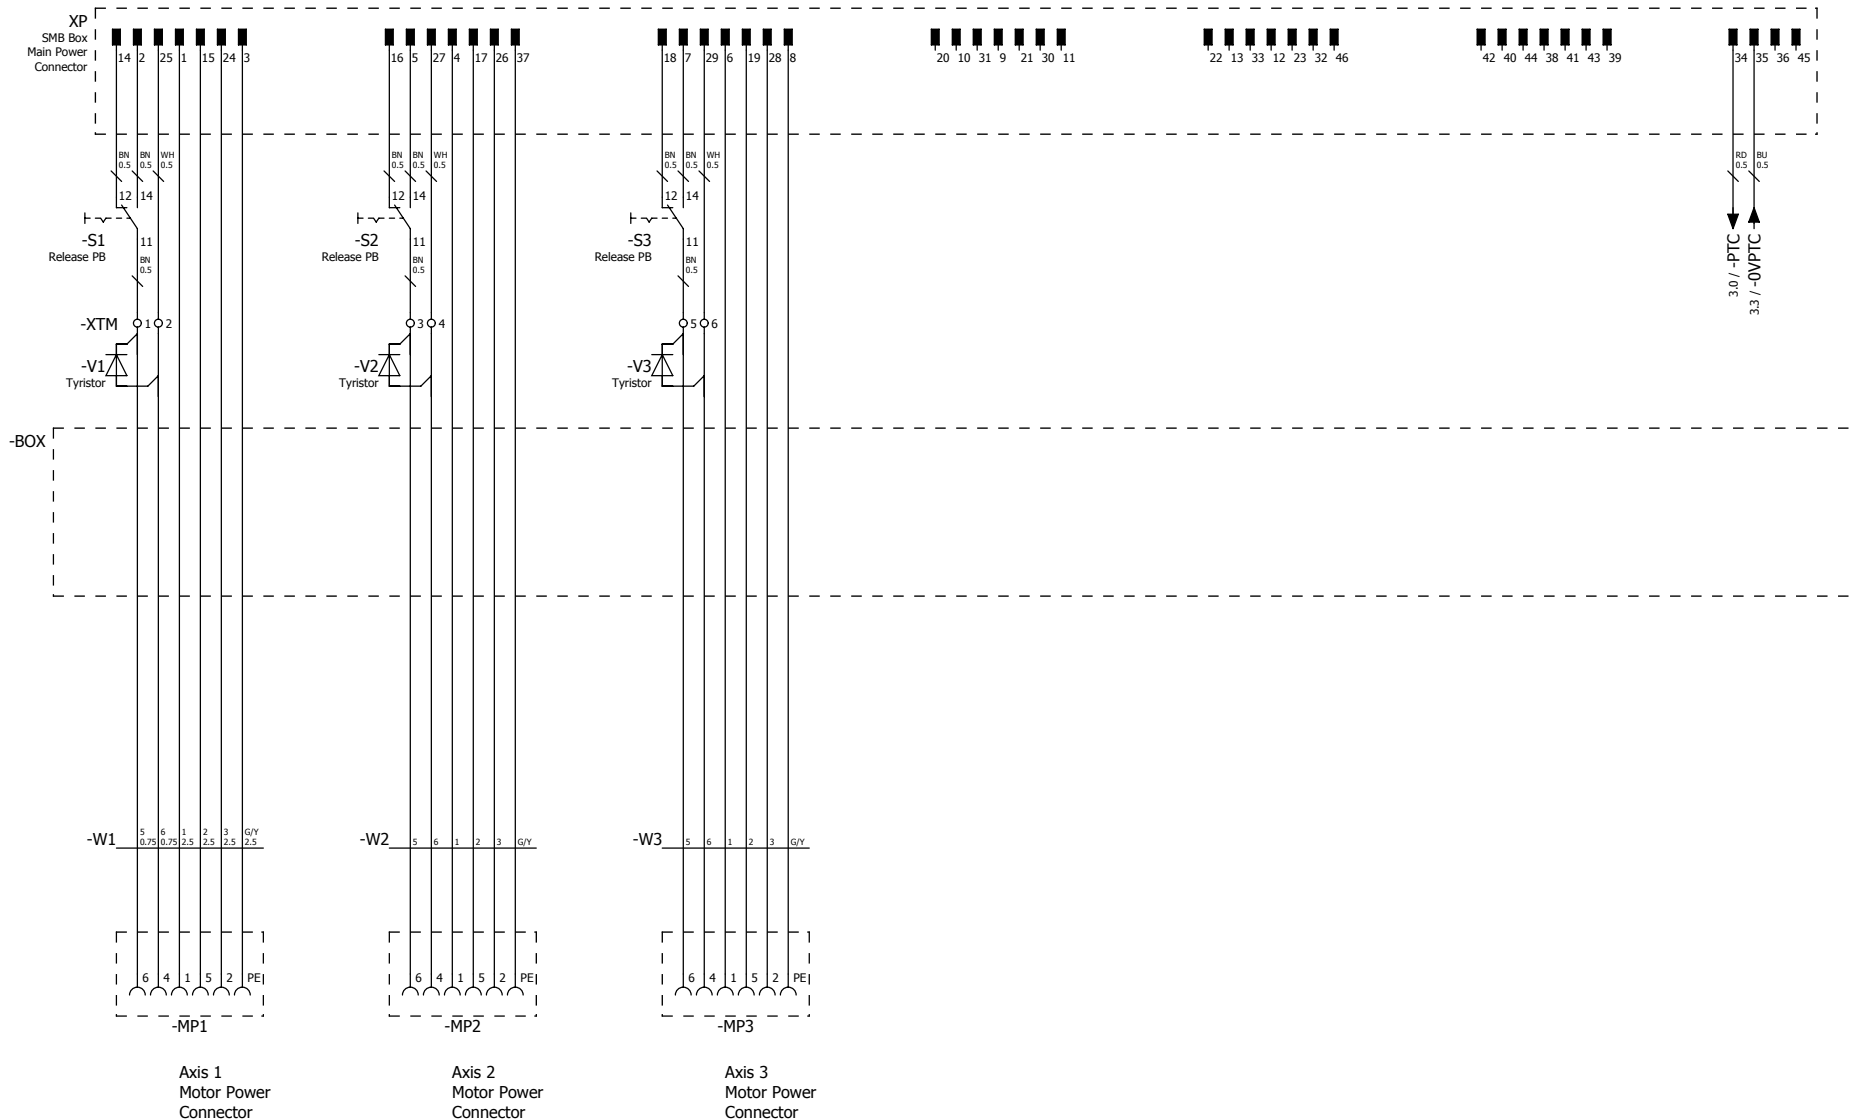 XP
SMB Box
Main Power
Connector
14 2 25 1 15 24 3
16 5 27 4 17 26 37
18 7 29 6 19 28 8
20 10 31 9 21 30 11
22 13 33 12 23 32 46
42 40 44 38 41 43 39
34 35 36 45
BN BN WH
0.5 0.5 0.5
BN BN WH
0.5 0.5 0.5
BN BN WH
0.5 0.5 0.5
RD BU
0.5 0.5
12 14
12 14
12 14
-S1
Release PB
11
BN
0.5
-S2
Release PB
11
BN
0.5
-S3
Release PB
11
BN
0.5
3.0 / -PTC
3.3 / -0VPTC
-XTM
1 2
3 4
5 6
-V1
Tyristor
-V2
Tyristor
-V3
Tyristor
-BOX
-W1
5 6 1 2 3 G/Y
0.75 0.75 2.5 2.5 2.5 2.5
-W2
5 6 1 2 3 G/Y
-W3
5 6 1 2 3 G/Y
6 4 1 5 2 PE
6 4 1 5 2 PE
6 4 1 5 2 PE
-MP1
-MP2
-MP3
Axis 1
Motor Power
Connector
Axis 2
Motor Power
Connector
Axis 3
Motor Power
Connector